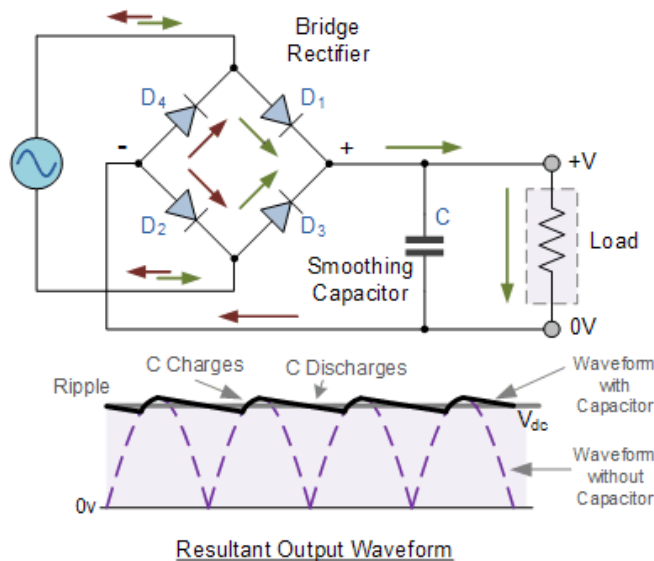 Bridge
Rectifier
D4
D1
-
+
+V
D2
D3
C
Smoothing
Capacitor
Load
0V
C Charges
C Discharges
Ripple
Waveform
with
Capacitor
Vdc
Waveform
without
Capacitor
0v
Resultant Output Waveform